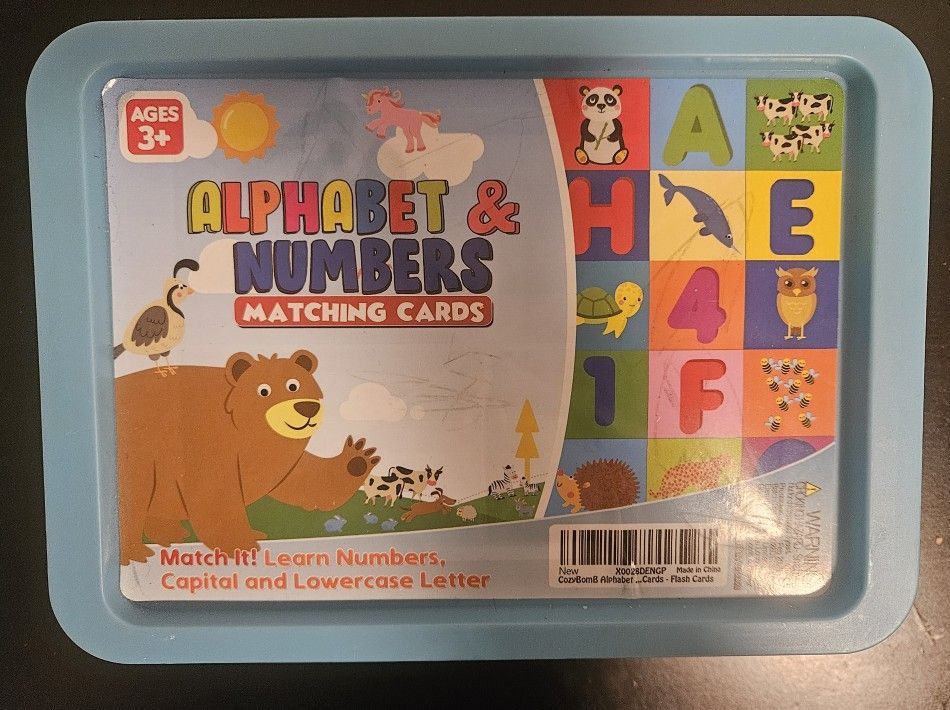 AGES
3+
ALPHABET &
NUMBERS
MATCHING CARDS
A
H
E
4
1
F
Match It! Learn Numbers,
Capital and Lowercase Letter
New X0028DENGP Made in China
CozyBomB Alphabet ...Cards - Flash Cards
WARNING